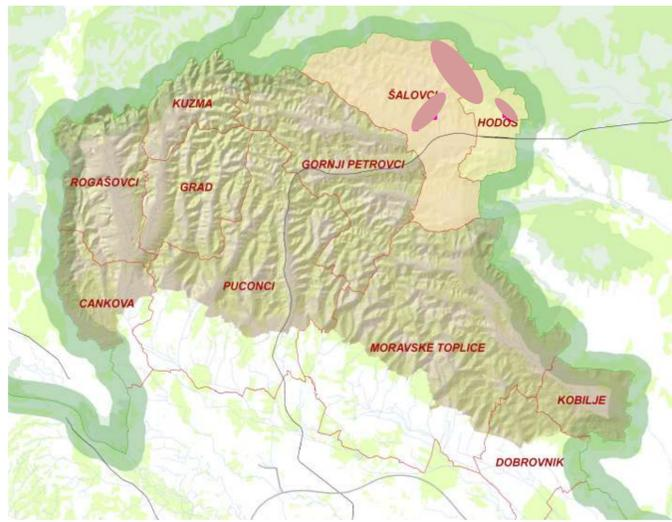 ŠALOVCI
KUZMA
HODOŠ
GORNJI PETROVCI
ROGAŠOVCI
GRAD
PUCONCI
CANKOVA
MORAVSKE TOPLICE
KOBILJE
DOBROVNIK